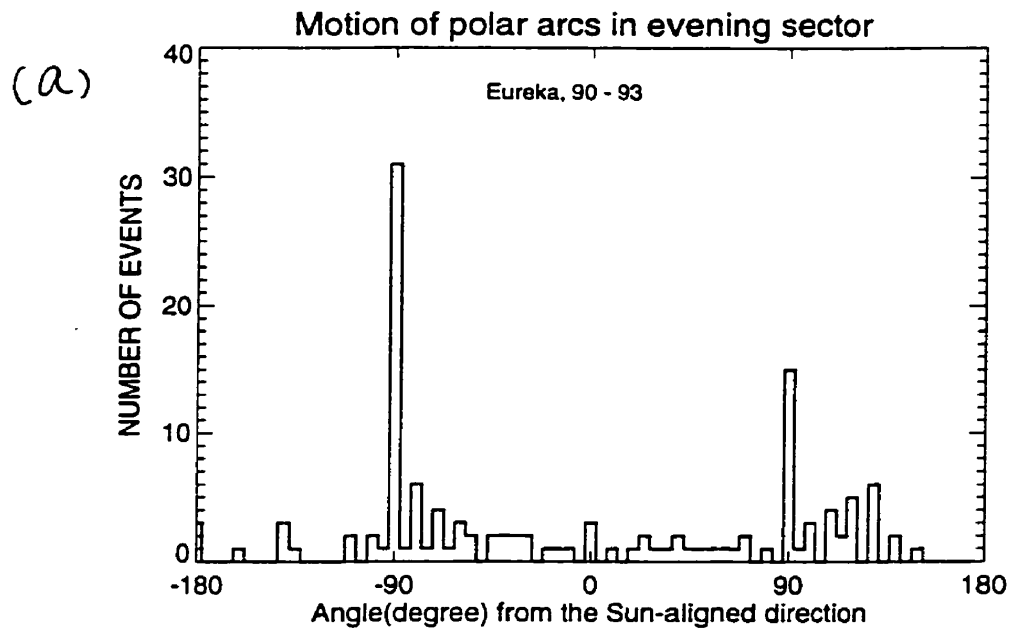 Motion of polar arcs in evening sector
(a)
Eureka, 90 - 93
NUMBER OF EVENTS
40
30
20
10
0
-180 -90 0 90 180
Angle(degree) from the Sun-aligned direction